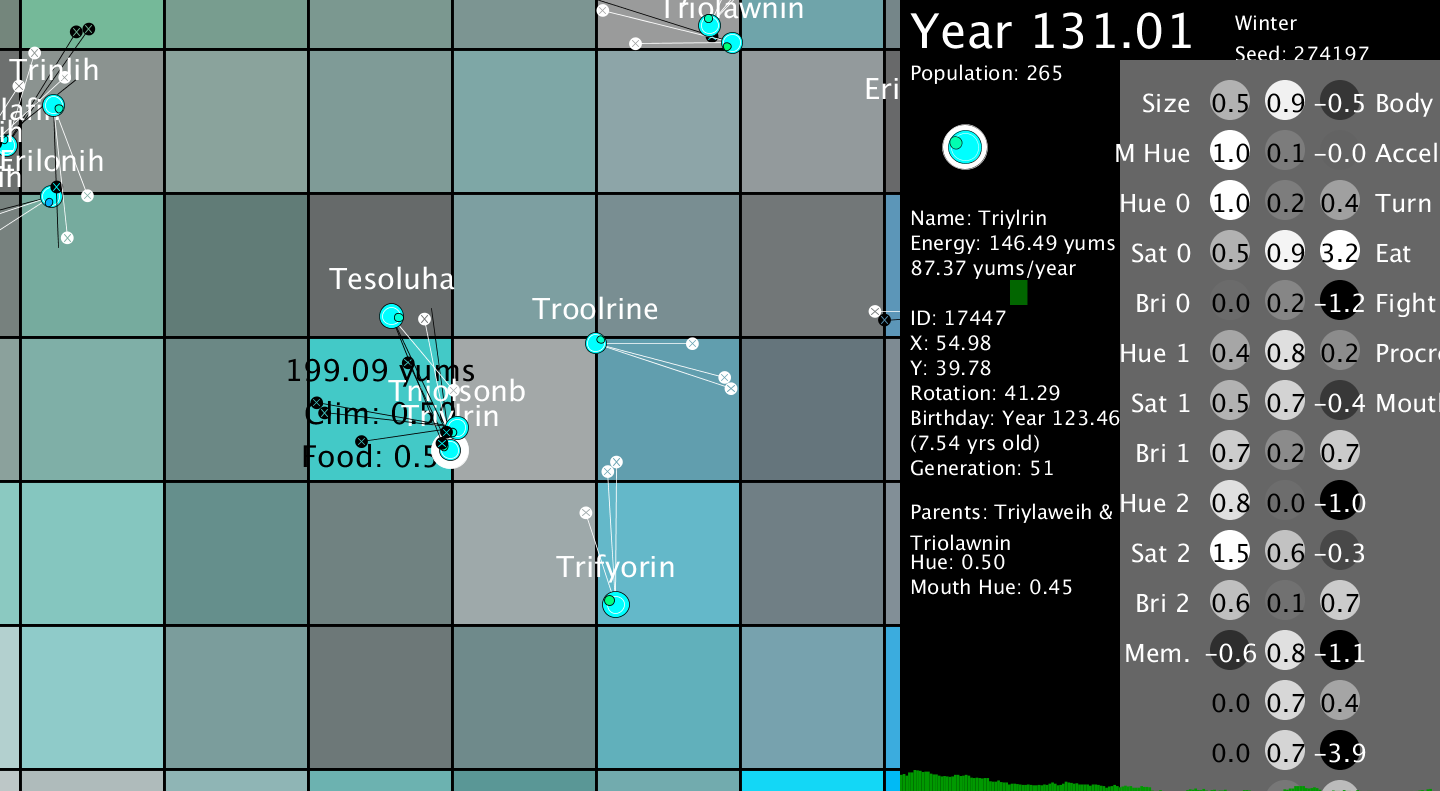 Triolawnin
Trinlih
lafin
ih
Erilonih
ih
Eri
Tesoluha
Troolrine
199.09 yums
Clim: 0.50
Triylrin
Food: 0.5
Trifyorin
Year 131.01
Winter
Seed: 274197
Population: 265
Name: Triylrin
Energy: 146.49 yums
87.37 yums/year
ID: 17447
X: 54.98
Y: 39.78
Rotation: 41.29
Birthday: Year 123.46
(7.54 yrs old)
Generation: 51
Parents: Triylaweih &
Triolawnin
Hue: 0.50
Mouth Hue: 0.45
Size 0.5 0.9 −0.5 Body
M Hue 1.0 0.1 −0.0 Accel
Hue 0 1.0 0.2 0.4 Turn
Sat 0 0.5 0.9 3.2 Eat
Bri 0 0.0 0.2 −1.2 Fight
Hue 1 0.4 0.8 0.2 Procre
Sat 1 0.5 0.7 −0.4 Mouth
Bri 1 0.7 0.2 0.7
Hue 2 0.8 0.0 −1.0
Sat 2 1.5 0.6 −0.3
Bri 2 0.6 0.1 0.7
Mem. −0.6 0.8 −1.1
0.0 0.7 0.4
0.0 0.7 −3.9